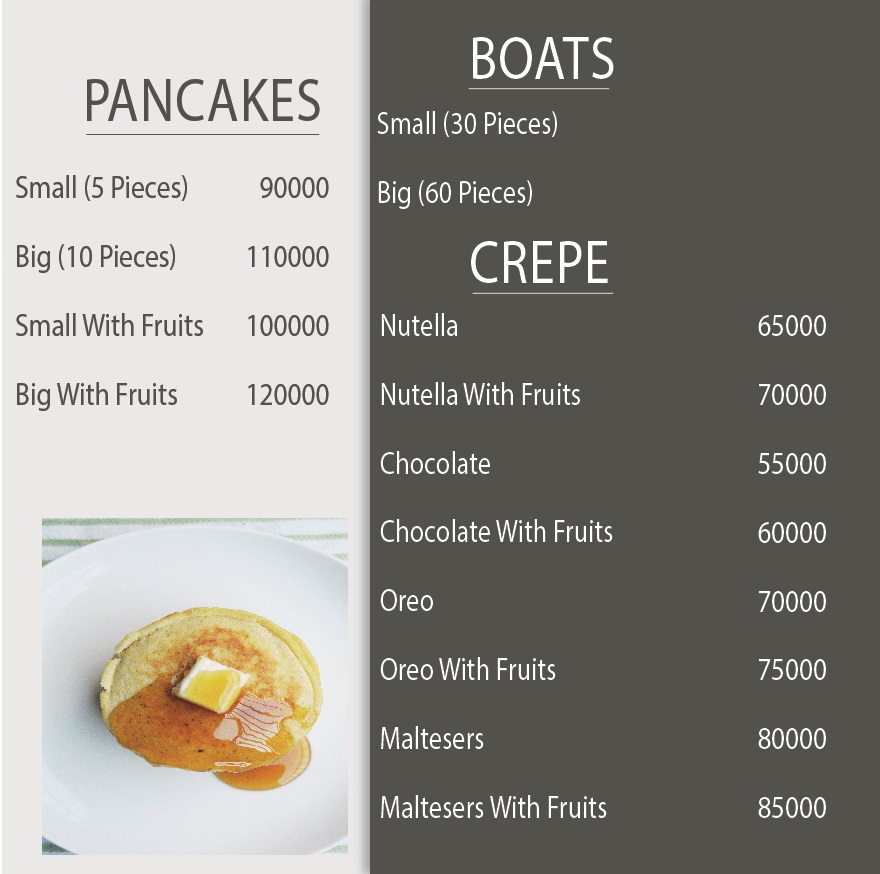 PANCAKES
Small (5 Pieces) 90000
Big (10 Pieces) 110000
Small With Fruits 100000
Big With Fruits 120000
BOATS
Small (30 Pieces)
Big (60 Pieces)
CREPE
Nutella 65000
Nutella With Fruits 70000
Chocolate 55000
Chocolate With Fruits 60000
Oreo 70000
Oreo With Fruits 75000
Maltesers 80000
Maltesers With Fruits 85000